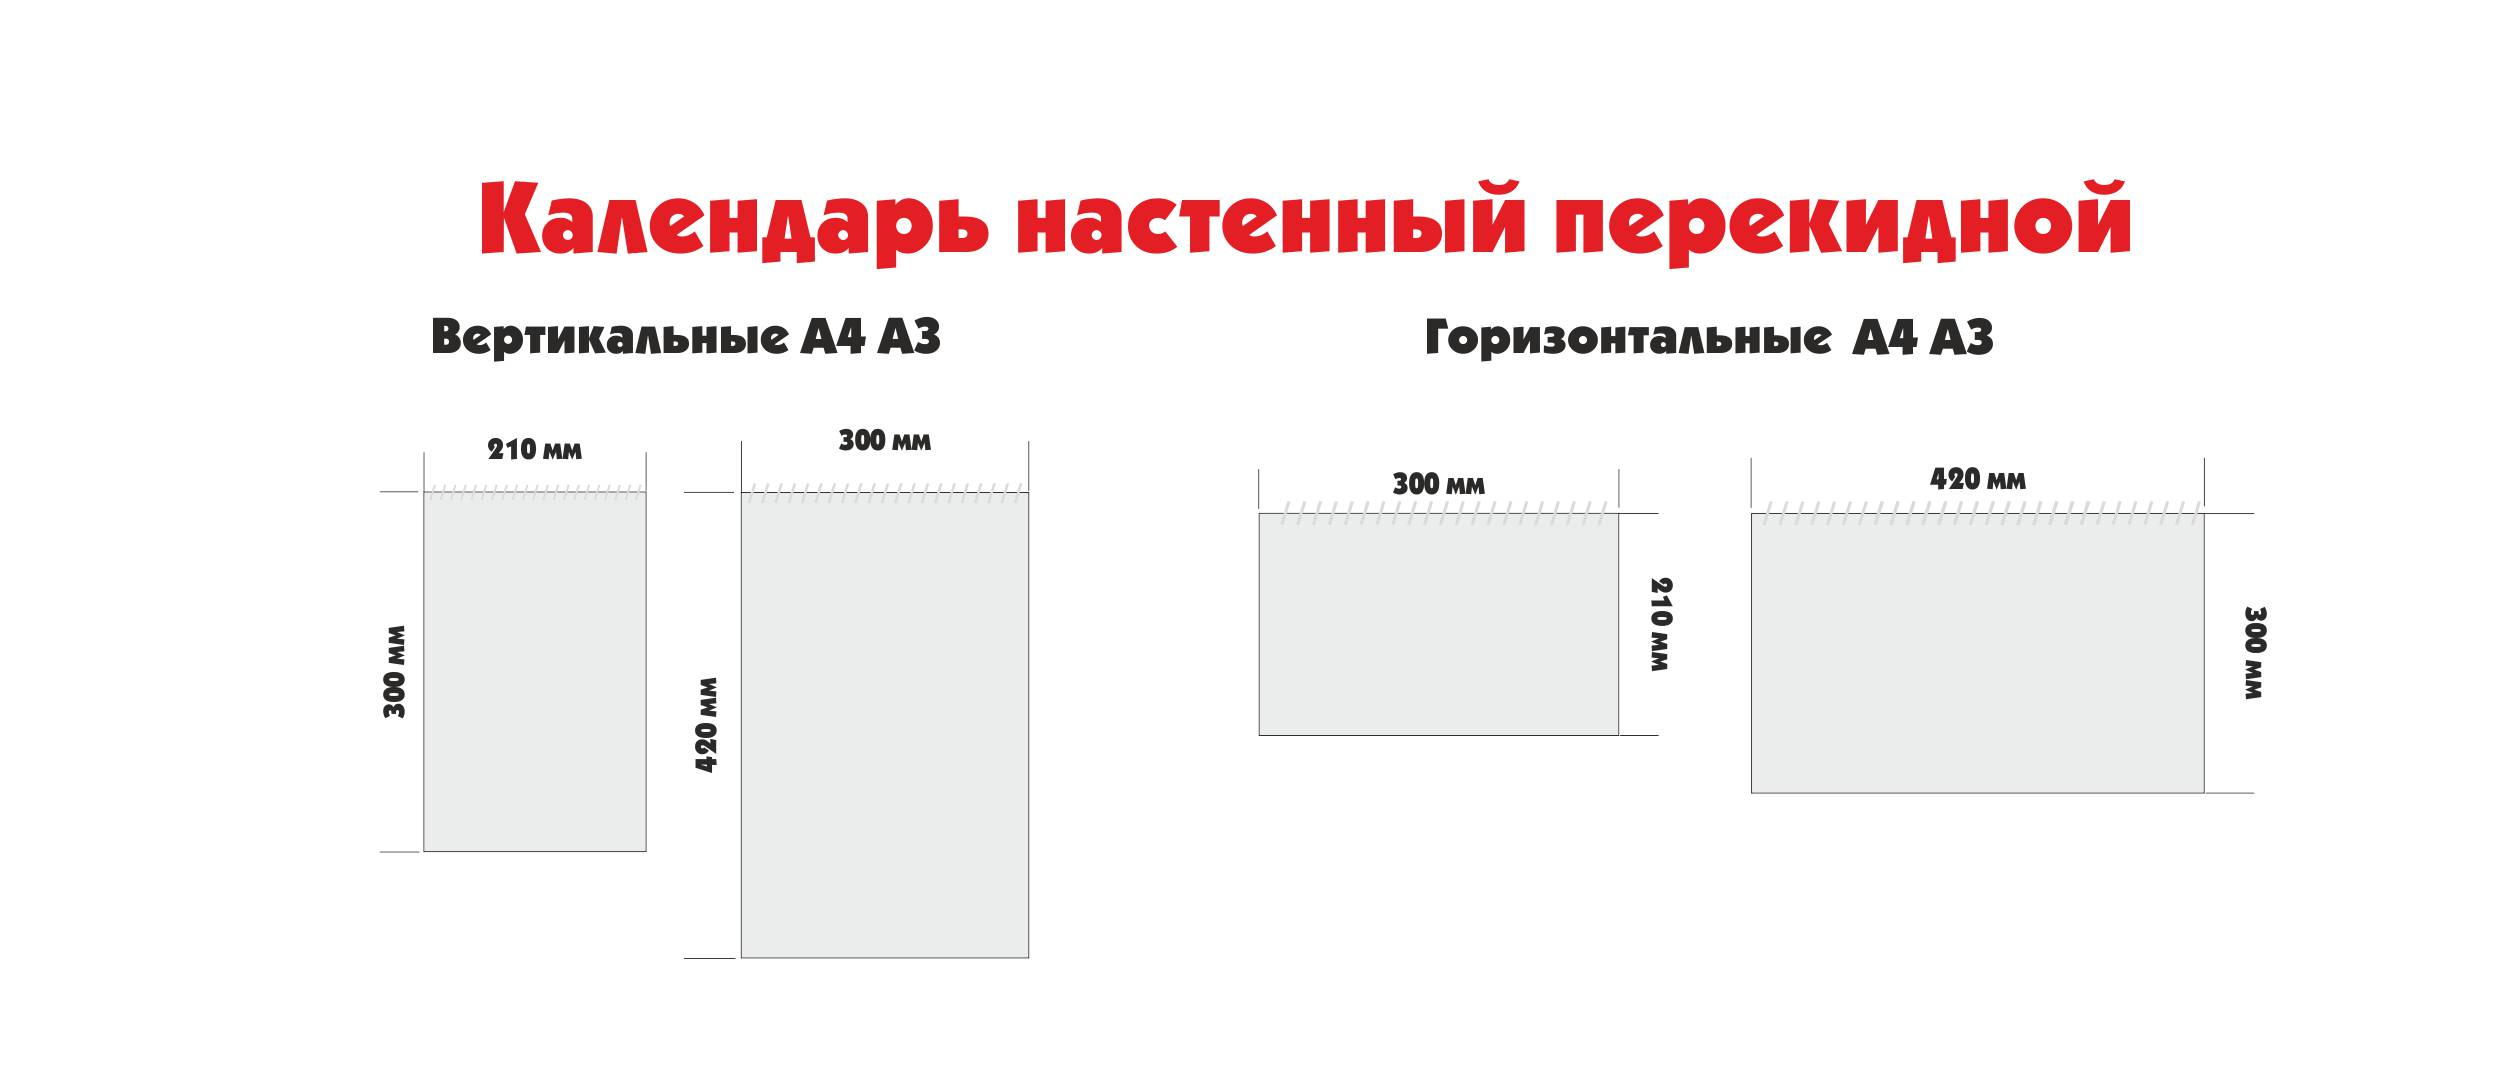 Календарь настенный перекидной
Вертикальные А4 А3
Горизонтальные А4 А3
210 мм
300 мм
300 мм
420 мм
300 мм
210 мм
420 мм
300 мм